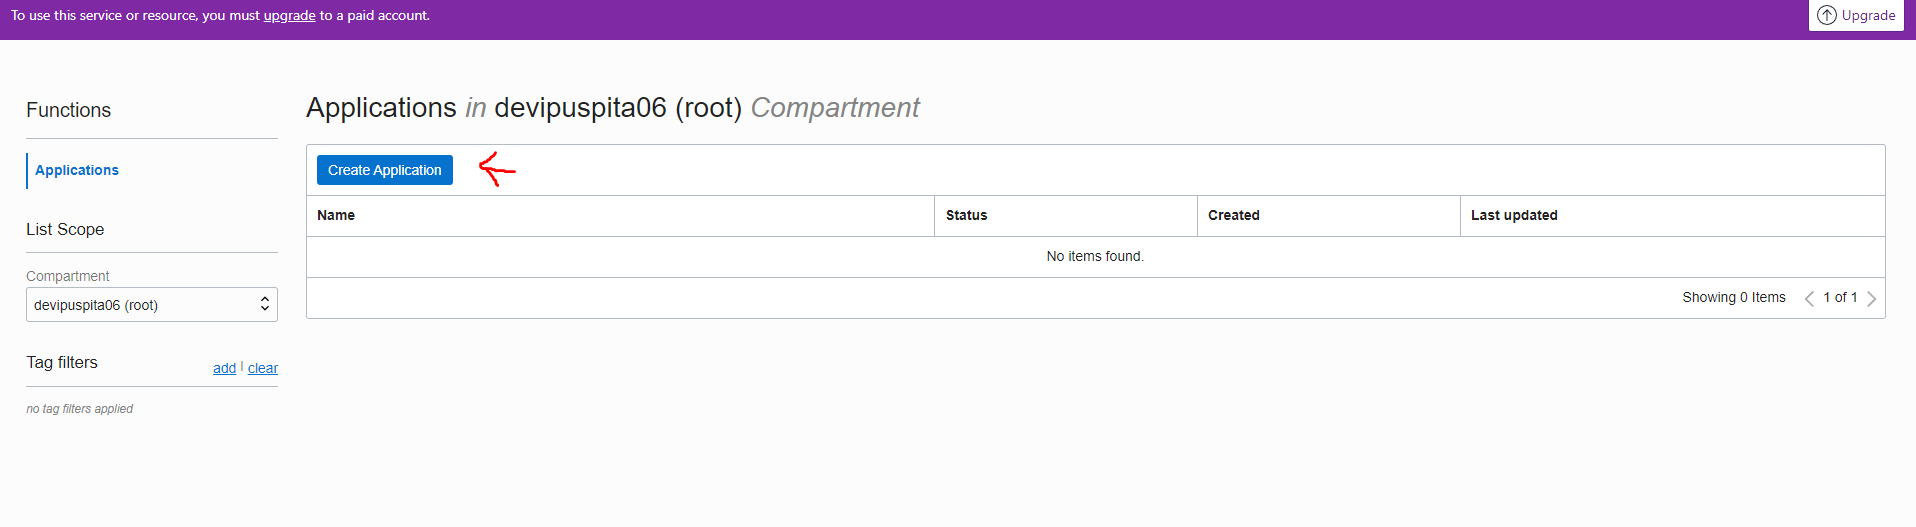 To use this service or resource, you must upgrade to a paid account.
Upgrade
Functions
Applications
List Scope
Compartment
devipuspita06 (root)
Tag filters
add | clear
no tag filters applied
Applications in devipuspita06 (root) Compartment
Create Application
Name Status Created Last updated
No items found.
Showing 0 Items 1 of 1